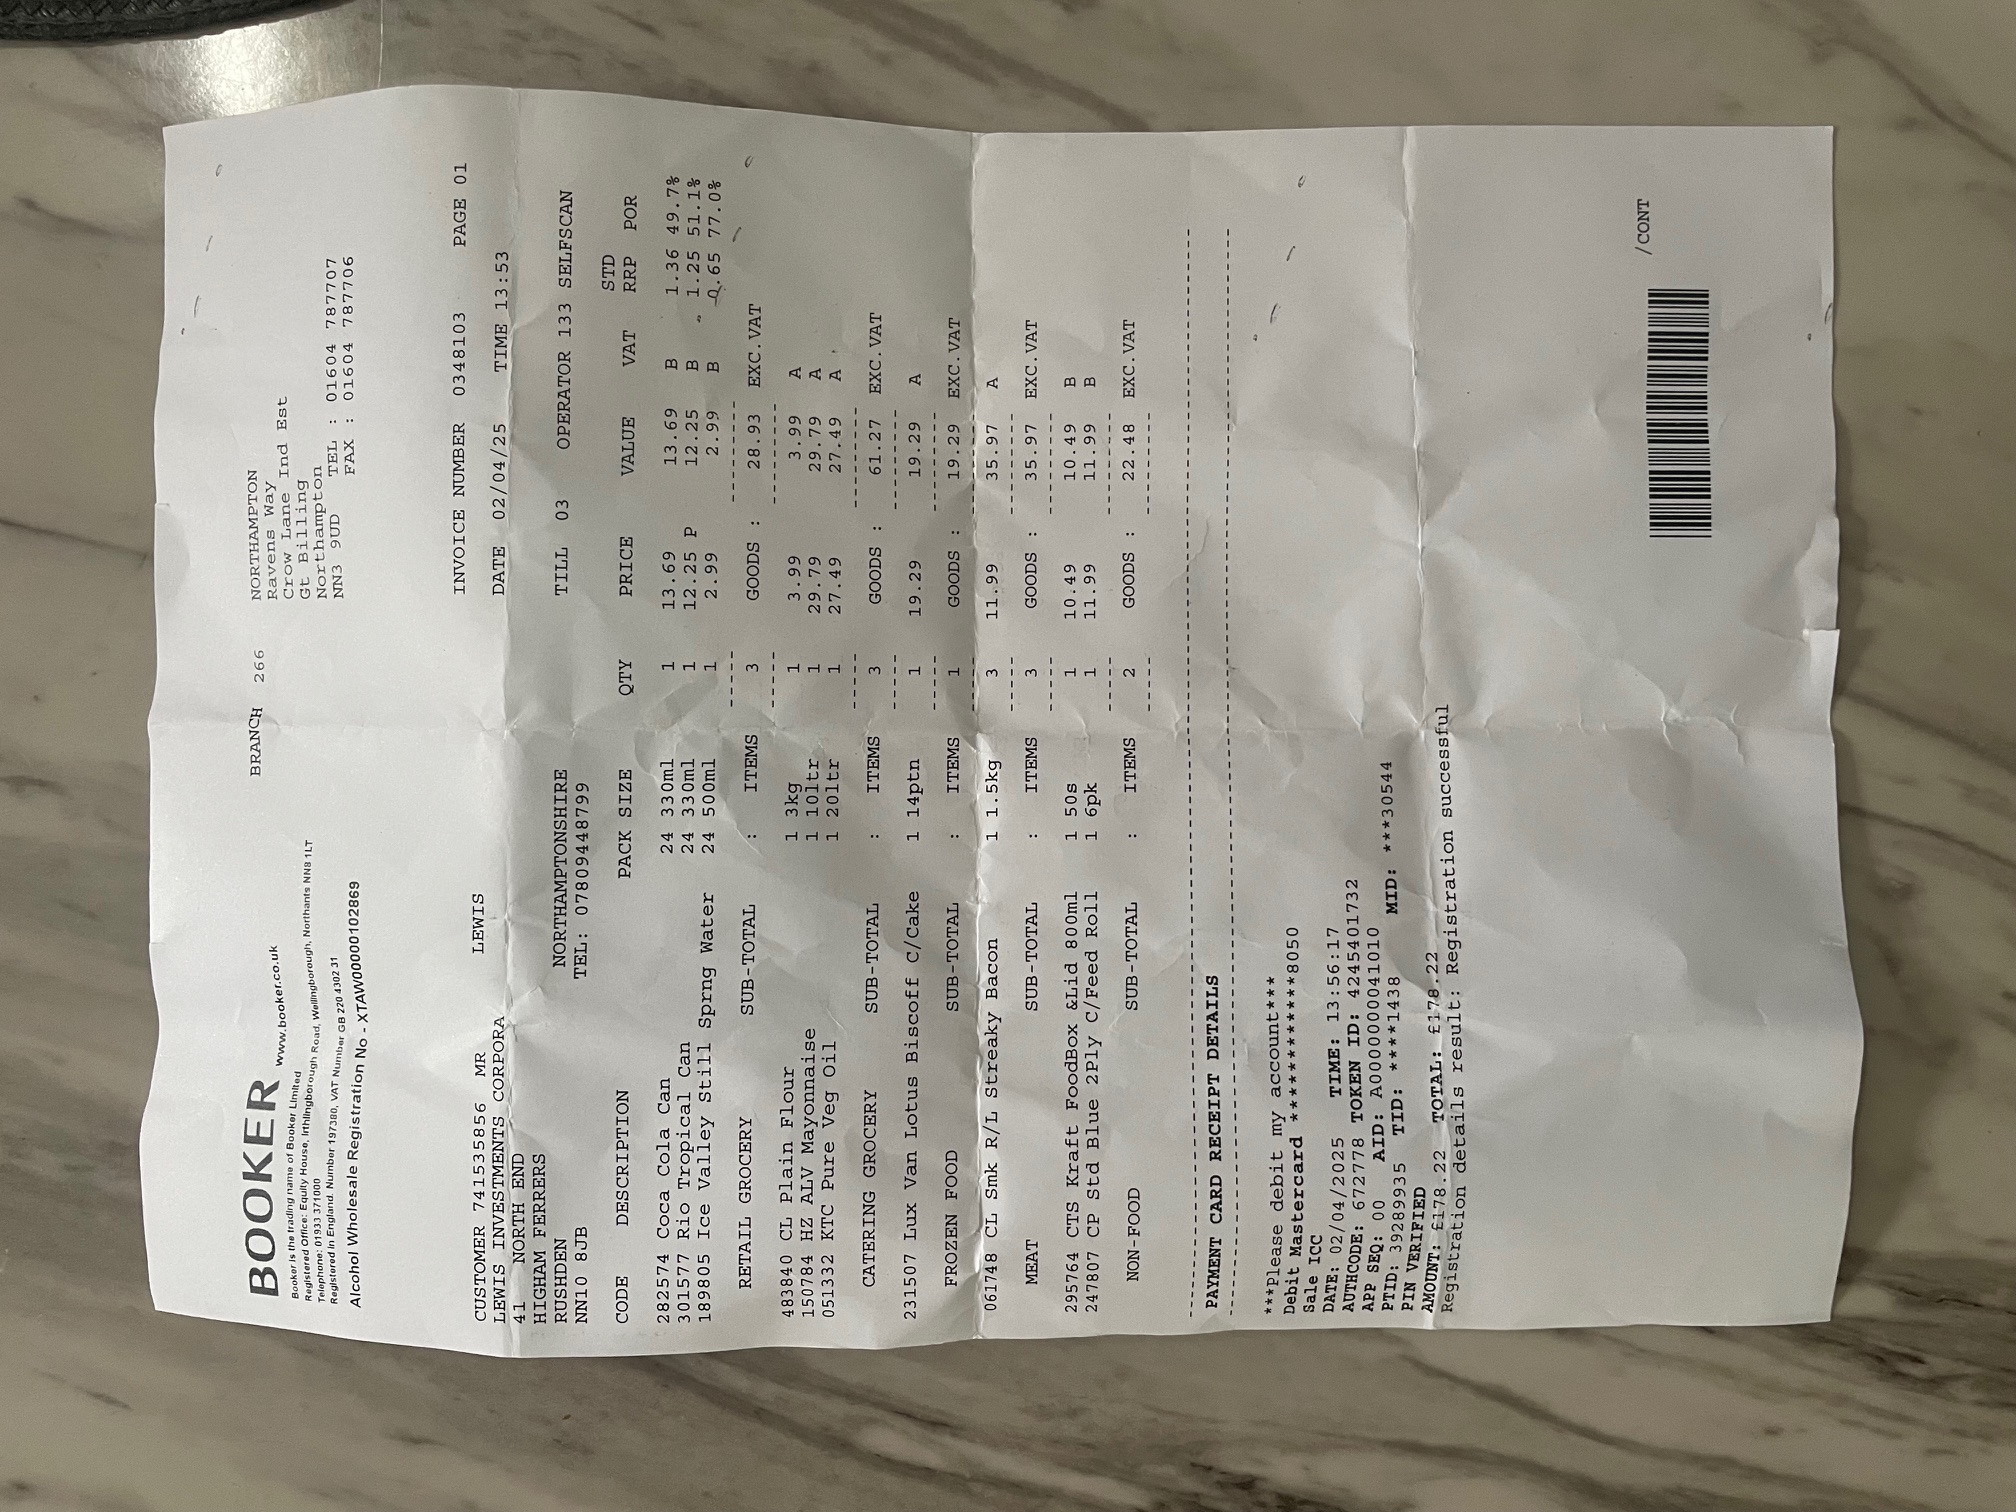 BOOKER www.booker.co.uk
Booker is the trading name of Booker Limited
Registered Office: Equity House, Irthlingborough Road, Wellingborough, Northants NN8 1LT
Telephone: 01933 371000
Registered in England. Number 197380, VAT Number GB 220 4302 31
Alcohol Wholesale Registration No - XTAW00000102869
BRANCH 266 NORTHAMPTON
Ravens Way
Crow Lane Ind Est
Gt Billing
Northampton
NN3 9UD TEL : 01604 787707
FAX : 01604 787706
INVOICE NUMBER 0348103 PAGE 01
CUSTOMER 741535856 MR LEWIS
LEWIS INVESTMENTS CORPORA DATE 02/04/25 TIME 13:53
41 NORTH END
HIGHAM FERRERS
RUSHDEN NORTHAMPTONSHIRE TILL 03 OPERATOR 133 SELFSCAN
NN10 8JB TEL: 07809448799
STD
CODE DESCRIPTION PACK SIZE QTY PRICE VALUE VAT RRP POR
282574 Coca Cola Can 24 330ml 1 13.69 13.69 B 1.36 49.7%
301577 Rio Tropical Can 24 330ml 1 12.25 P 12.25 B 1.25 51.1%
189805 Ice Valley Still Sprng Water 24 500ml 1 2.99 2.99 B 0.65 77.0%
RETAIL GROCERY SUB-TOTAL : ITEMS 3 GOODS : 28.93 EXC.VAT
483840 CL Plain Flour 1 3kg 1 3.99 3.99 A
150784 HZ ALV Mayonnaise 1 10ltr 1 29.79 29.79 A
051332 KTC Pure Veg Oil 1 20ltr 1 27.49 27.49 A
CATERING GROCERY SUB-TOTAL : ITEMS 3 GOODS : 61.27 EXC.VAT
231507 Lux Van Lotus Biscoff C/Cake 1 14ptn 1 19.29 19.29 A
FROZEN FOOD SUB-TOTAL : ITEMS 1 GOODS : 19.29 EXC.VAT
061748 CL Smk R/L Streaky Bacon 1 1.5kg 3 11.99 35.97 A
MEAT SUB-TOTAL : ITEMS 3 GOODS : 35.97 EXC.VAT
295764 CTS Kraft FoodBox &Lid 800ml 1 50s 1 10.49 10.49 B
247807 CP Std Blue 2Ply C/Feed Roll 1 6pk 1 11.99 11.99 B
NON-FOOD SUB-TOTAL : ITEMS 2 GOODS : 22.48 EXC.VAT
PAYMENT CARD RECEIPT DETAILS
***Please debit my account***
Debit Mastercard ************8050
Sale ICC
DATE: 02/04/2025 TIME: 13:56:17
AUTHCODE: 672778 TOKEN ID: 4245401732
APP SEQ: 00 AID: A0000000041010
PTID: 39289935 TID: ****1438 MID: ***30544
PIN VERIFIED
AMOUNT: £178.22 TOTAL: £178.22
Registration details result: Registration successful
/CONT